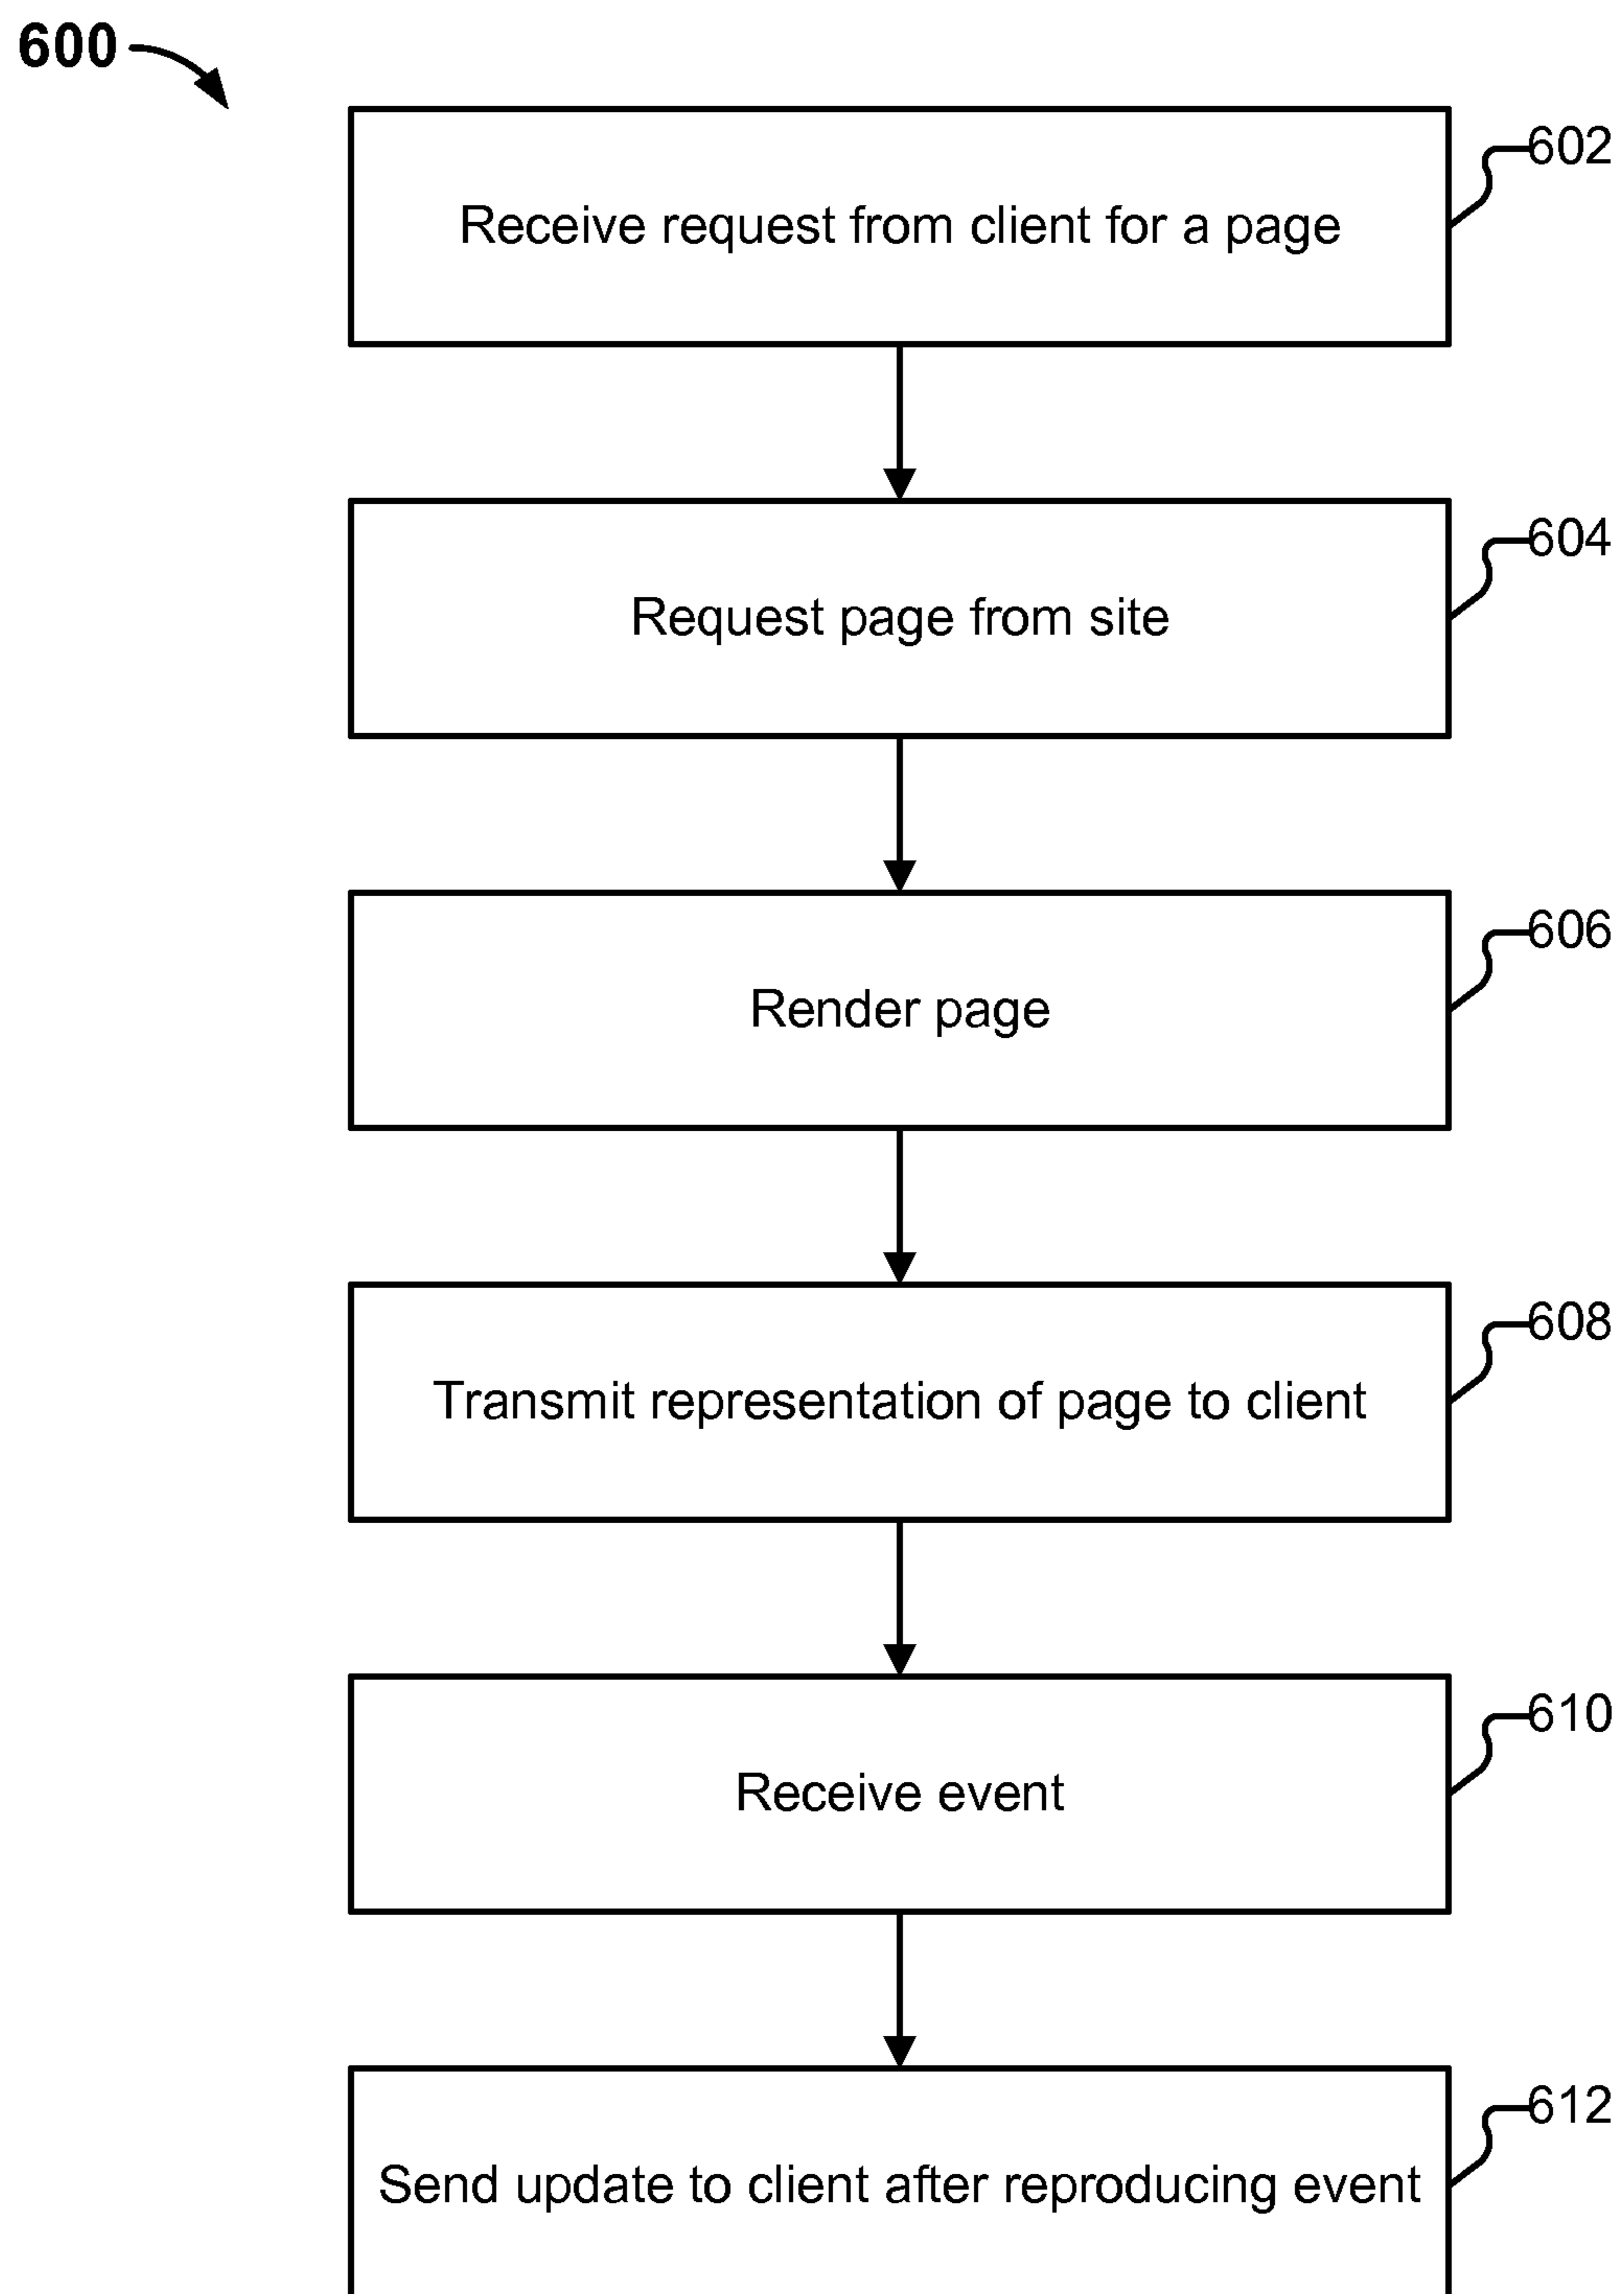 600
602
Receive request from client for a page
604
Request page from site
606
Render page
608
Transmit representation of page to client
610
Receive event
612
Send update to client after reproducing event